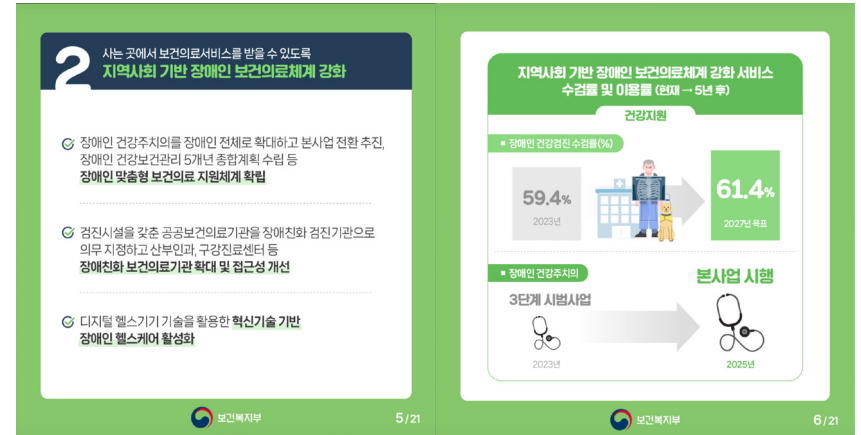 2
사는 곳에서 보건의료서비스를 받을 수 있도록
지역사회 기반 장애인 보건의료체계 강화
장애인 건강주치의를 장애인 전체로 확대하고 본사업 전환 추진,
장애인 건강보건관리 5개년 종합계획 수립 등
장애인 맞춤형 보건의료 지원체계 확립
검진시설을 갖춘 공공보건의료기관을 장애친화 검진기관으로
의무 지정하고 산부인과, 구강진료센터 등
장애친화 보건의료기관 확대 및 접근성 개선
디지털 헬스기기 기술을 활용한 혁신기술 기반
장애인 헬스케어 활성화
보건복지부
5/21
지역사회 기반 장애인 보건의료체계 강화 서비스
수검률 및 이용률 (현재 → 5년 후)
건강지원
장애인 건강검진 수검률(%)
59.4%
2023년
61.4%
2027년 목표
장애인 건강주치의
3단계 시범사업
2023년
본사업 시행
2025년
보건복지부
6/21